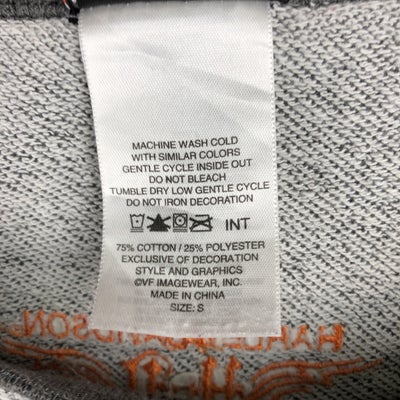 MACHINE WASH COLD
WITH SIMILAR COLORS
GENTLE CYCLE INSIDE OUT
DO NOT BLEACH
TUMBLE DRY LOW GENTLE CYCLE
DO NOT IRON DECORATION
INT
75% COTTON / 25% POLYESTER
EXCLUSIVE OF DECORATION
STYLE AND GRAPHICS
©VF IMAGEWEAR, INC.
MADE IN CHINA
SIZE: S
HARLEY-DAVIDSON